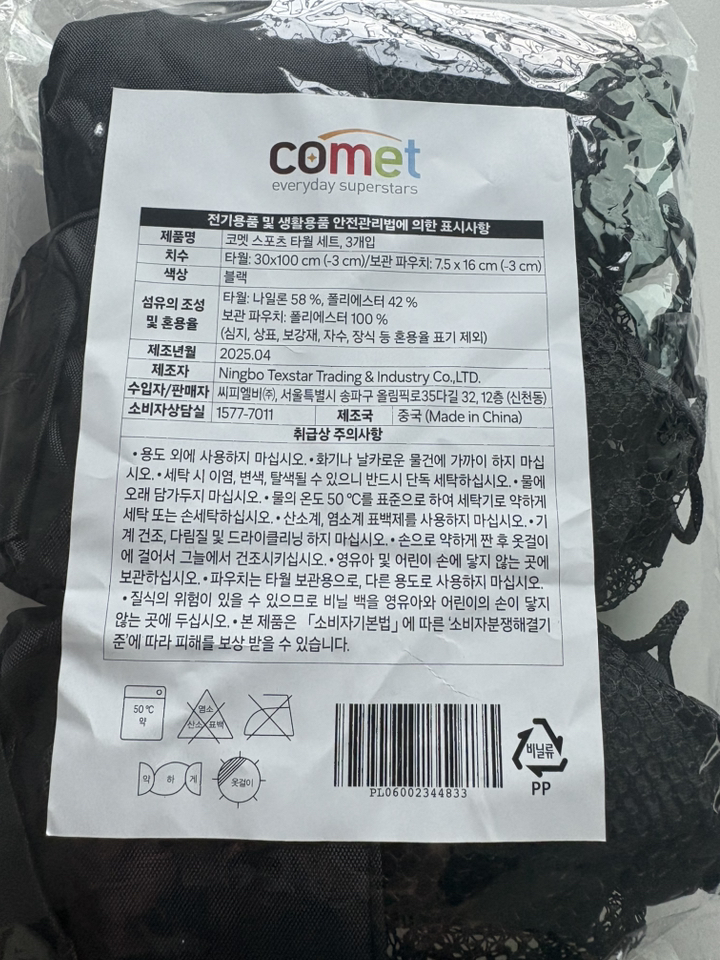 comet
everyday superstars
전기용품 및 생활용품 안전관리법에 의한 표시사항
제품명 코멧 스포츠 타월 세트, 3개입
치수 타월: 30x100 cm (-3 cm)/보관 파우치: 7.5 x 16 cm (-3 cm)
색상 블랙
섬유의 조성 및 혼용율 타월: 나일론 58 %, 폴리에스터 42 %
보관 파우치: 폴리에스터 100 %
(심지, 상표, 보강재, 자수, 장식 등 혼용율 표기 제외)
제조년월 2025.04
제조자 Ningbo Texstar Trading & Industry Co.,LTD.
수입자/판매자 씨피엘비㈜, 서울특별시 송파구 올림픽로35다길 32, 12층 (신천동)
소비자상담실 1577-7011 제조국 중국 (Made in China)
취급상 주의사항
• 용도 외에 사용하지 마십시오. • 화기나 날카로운 물건에 가까이 하지 마십
시오. • 세탁 시 이염, 변색, 탈색될 수 있으니 반드시 단독 세탁하십시오. • 물에
오래 담가두지 마십시오. • 물의 온도 50 ℃를 표준으로 하여 세탁기로 약하게
세탁 또는 손세탁하십시오. • 산소계, 염소계 표백제를 사용하지 마십시오. • 기
계 건조, 다림질 및 드라이클리닝 하지 마십시오. • 손으로 약하게 짠 후 옷걸이
에 걸어서 그늘에서 건조시키십시오. • 영유아 및 어린이 손에 닿지 않는 곳에
보관하십시오. • 파우치는 타월 보관용으로, 다른 용도로 사용하지 마십시오.
• 질식의 위험이 있을 수 있으므로 비닐 백을 영유아와 어린이의 손이 닿지
않는 곳에 두십시오. • 본 제품은 「소비자기본법」에 따른 '소비자분쟁해결기
준'에 따라 피해를 보상 받을 수 있습니다.
50 ℃
약
염소
산소 표백
약 하 게
옷걸이
PL06002344833
비닐류
PP